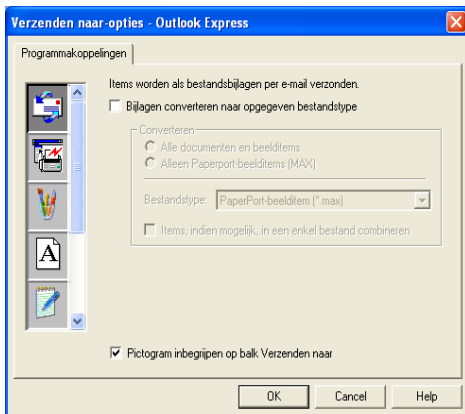 Verzenden naar-opties - Outlook Express
Programmakoppelingen
Items worden als bestandsbijlagen per e-mail verzonden.
Bijlagen converteren naar opgegeven bestandstype
Converteren
Alle documenten en beelditems
Alleen Paperport-beelditems (MAX)
Bestandstype: PaperPort-beelditem (*.max)
Items, indien mogelijk, in een enkel bestand combineren
A
Pictogram inbegrijpen op balk Verzenden naar
OK Cancel Help